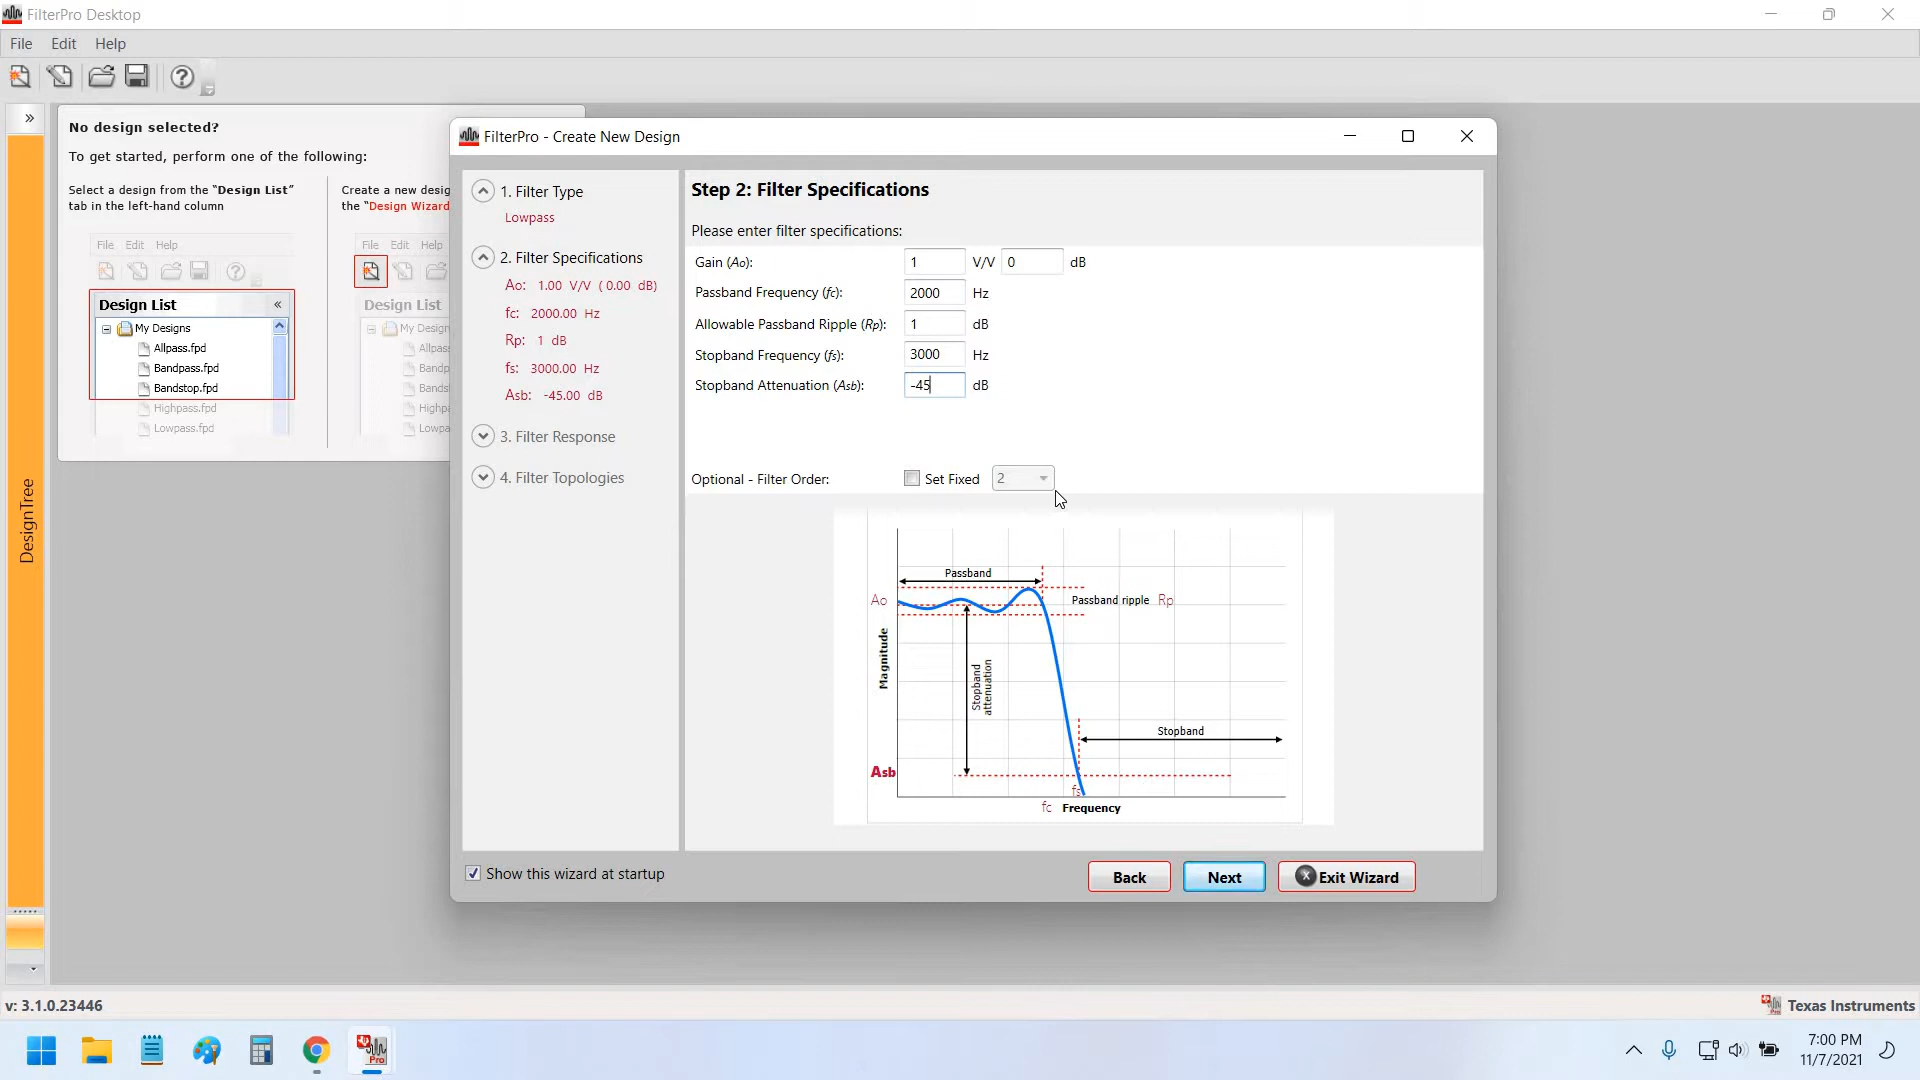 FilterPro Desktop
File Edit Help
No design selected?
To get started, perform one of the following:
Select a design from the "Design List"
tab in the left-hand column
Create a new desig
the "Design Wizard
File Edit Help
Design List
My Designs
Allpass.fpd
Bandpass.fpd
Bandstop.fpd
Highpass.fpd
Lowpass.fpd
File Edit Help
Design List
My Design
Allpas
Bandp
Bands
Highp
Lowpa
DesignTree
FilterPro - Create New Design
1. Filter Type
Lowpass
2. Filter Specifications
Ao: 1.00 V/V ( 0.00 dB)
fc: 2000.00 Hz
Rp: 1 dB
fs: 3000.00 Hz
Asb: -45.00 dB
3. Filter Response
4. Filter Topologies
Step 2: Filter Specifications
Please enter filter specifications:
Gain (Ao): 1 V/V 0 dB
Passband Frequency (fc): 2000 Hz
Allowable Passband Ripple (Rp): 1 dB
Stopband Frequency (fs): 3000 Hz
Stopband Attenuation (Asb): -45 dB
Optional - Filter Order: Set Fixed 2
Passband
Ao
Passband ripple Rp
Magnitude
Stopband
attenuation
Stopband
Asb
fs
fc Frequency
Show this wizard at startup
Back Next Exit Wizard
v: 3.1.0.23446
Texas Instruments
Pro
7:00 PM
11/7/2021